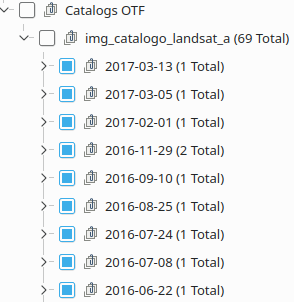 Catalogs OTF
img_catalogo_landsat_a (69 Total)
2017-03-13 (1 Total)
2017-03-05 (1 Total)
2017-02-01 (1 Total)
2016-11-29 (2 Total)
2016-09-10 (1 Total)
2016-08-25 (1 Total)
2016-07-24 (1 Total)
2016-07-08 (1 Total)
2016-06-22 (1 Total)